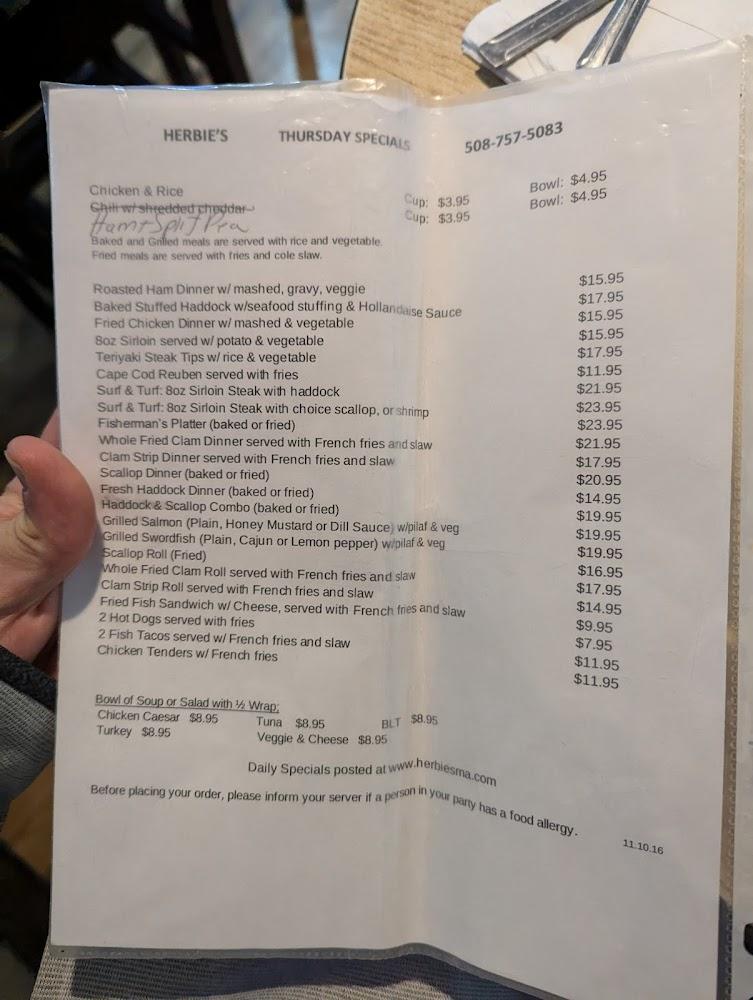 HERBIE'S THURSDAY SPECIALS 508-757-5083
Chicken & Rice Cup: $3.95 Bowl: $4.95
Chili w/ shredded cheddar Cup: $3.95 Bowl: $4.95
Ham + Split Pea
Baked and Grilled meals are served with rice and vegetable.
Fried meals are served with fries and cole slaw.
Roasted Ham Dinner w/ mashed, gravy, veggie $15.95
Baked Stuffed Haddock w/seafood stuffing & Hollandaise Sauce $17.95
Fried Chicken Dinner w/ mashed & vegetable $15.95
8oz Sirloin served w/ potato & vegetable $15.95
Teriyaki Steak Tips w/ rice & vegetable $17.95
Cape Cod Reuben served with fries $11.95
Surf & Turf: 8oz Sirloin Steak with haddock $21.95
Surf & Turf: 8oz Sirloin Steak with choice scallop, or shrimp $23.95
Fisherman's Platter (baked or fried) $23.95
Whole Fried Clam Dinner served with French fries and slaw $21.95
Clam Strip Dinner served with French fries and slaw $17.95
Scallop Dinner (baked or fried) $20.95
Fresh Haddock Dinner (baked or fried) $14.95
Haddock & Scallop Combo (baked or fried) $19.95
Grilled Salmon (Plain, Honey Mustard or Dill Sauce) w/pilaf & veg $19.95
Grilled Swordfish (Plain, Cajun or Lemon pepper) w/pilaf & veg $19.95
Scallop Roll (Fried) $16.95
Whole Fried Clam Roll served with French fries and slaw $17.95
Clam Strip Roll served with French fries and slaw $14.95
Fried Fish Sandwich w/ Cheese, served with French fries and slaw $9.95
2 Hot Dogs served with fries $7.95
2 Fish Tacos served w/ French fries and slaw $11.95
Chicken Tenders w/ French fries $11.95
Bowl of Soup or Salad with ½ Wrap;
Chicken Caesar $8.95 Tuna $8.95 BLT $8.95
Turkey $8.95 Veggie & Cheese $8.95
Daily Specials posted at www.herbiesma.com
Before placing your order, please inform your server if a person in your party has a food allergy.
11.10.16